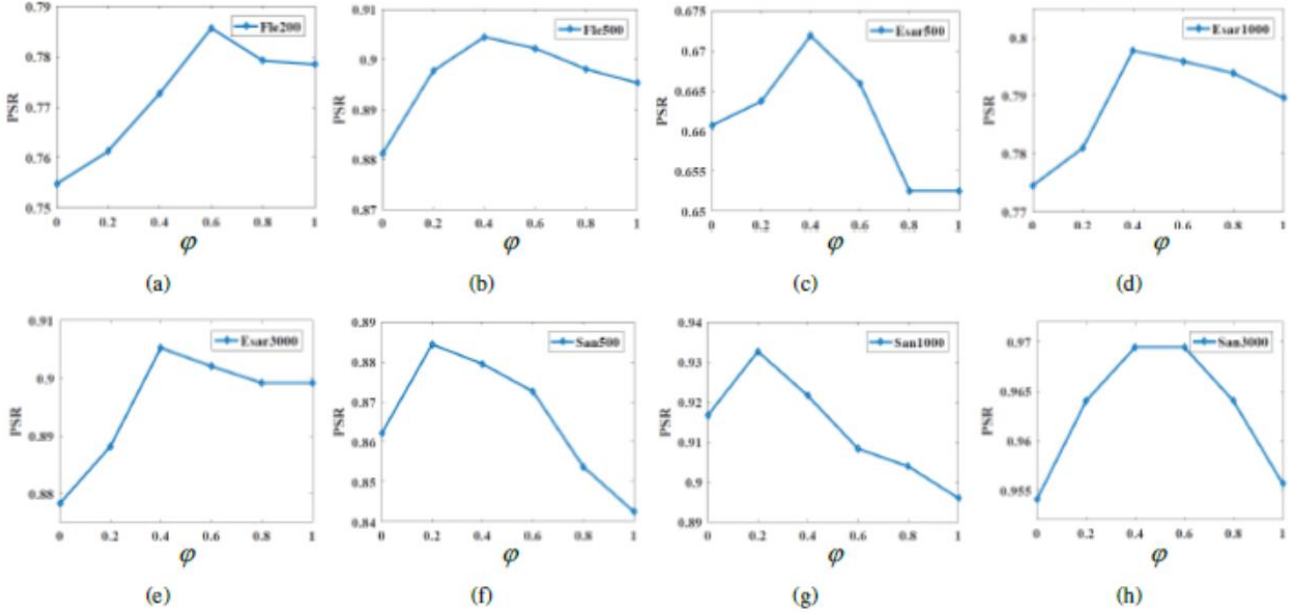 0.79
0.78
0.77
0.76
0.75
PSR
Fle200
0 0.2 0.4 0.6 0.8 1
φ
(a)
0.91
0.9
0.89
0.88
0.87
PSR
Fle500
0 0.2 0.4 0.6 0.8 1
φ
(b)
0.675
0.67
0.665
0.66
0.655
0.65
PSR
Esar500
0 0.2 0.4 0.6 0.8 1
φ
(c)
0.8
0.79
0.78
0.77
PSR
Esar1000
0 0.2 0.4 0.6 0.8 1
φ
(d)
0.91
0.9
0.89
0.88
PSR
Esar3000
0 0.2 0.4 0.6 0.8 1
φ
(e)
0.89
0.88
0.87
0.86
0.85
0.84
PSR
San500
0 0.2 0.4 0.6 0.8 1
φ
(f)
0.94
0.93
0.92
0.91
0.9
0.89
PSR
San1000
0 0.2 0.4 0.6 0.8 1
φ
(g)
0.97
0.965
0.96
0.955
PSR
San3000
0 0.2 0.4 0.6 0.8 1
φ
(h)